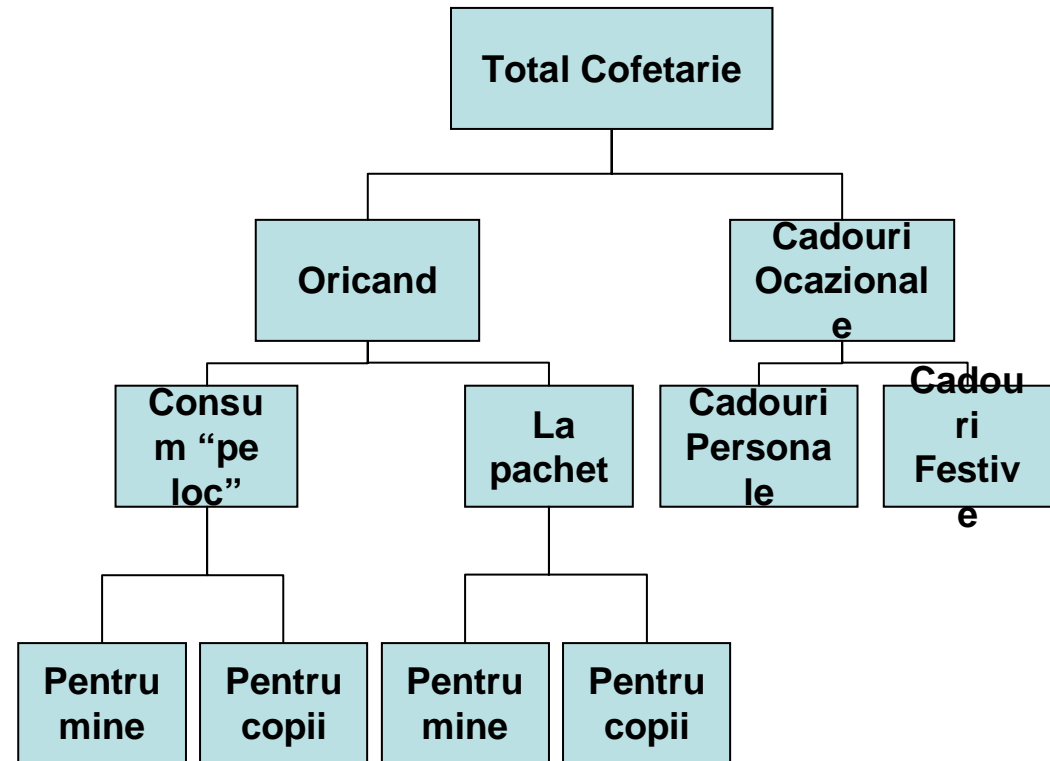 Total Cofetarie
Oricand
Cadouri
Ocazional
e
Consu
m “pe
loc”
La
pachet
Cadouri
Persona
le
Cadou
ri
Festiv
e
Pentru
mine
Pentru
copii
Pentru
mine
Pentru
copii